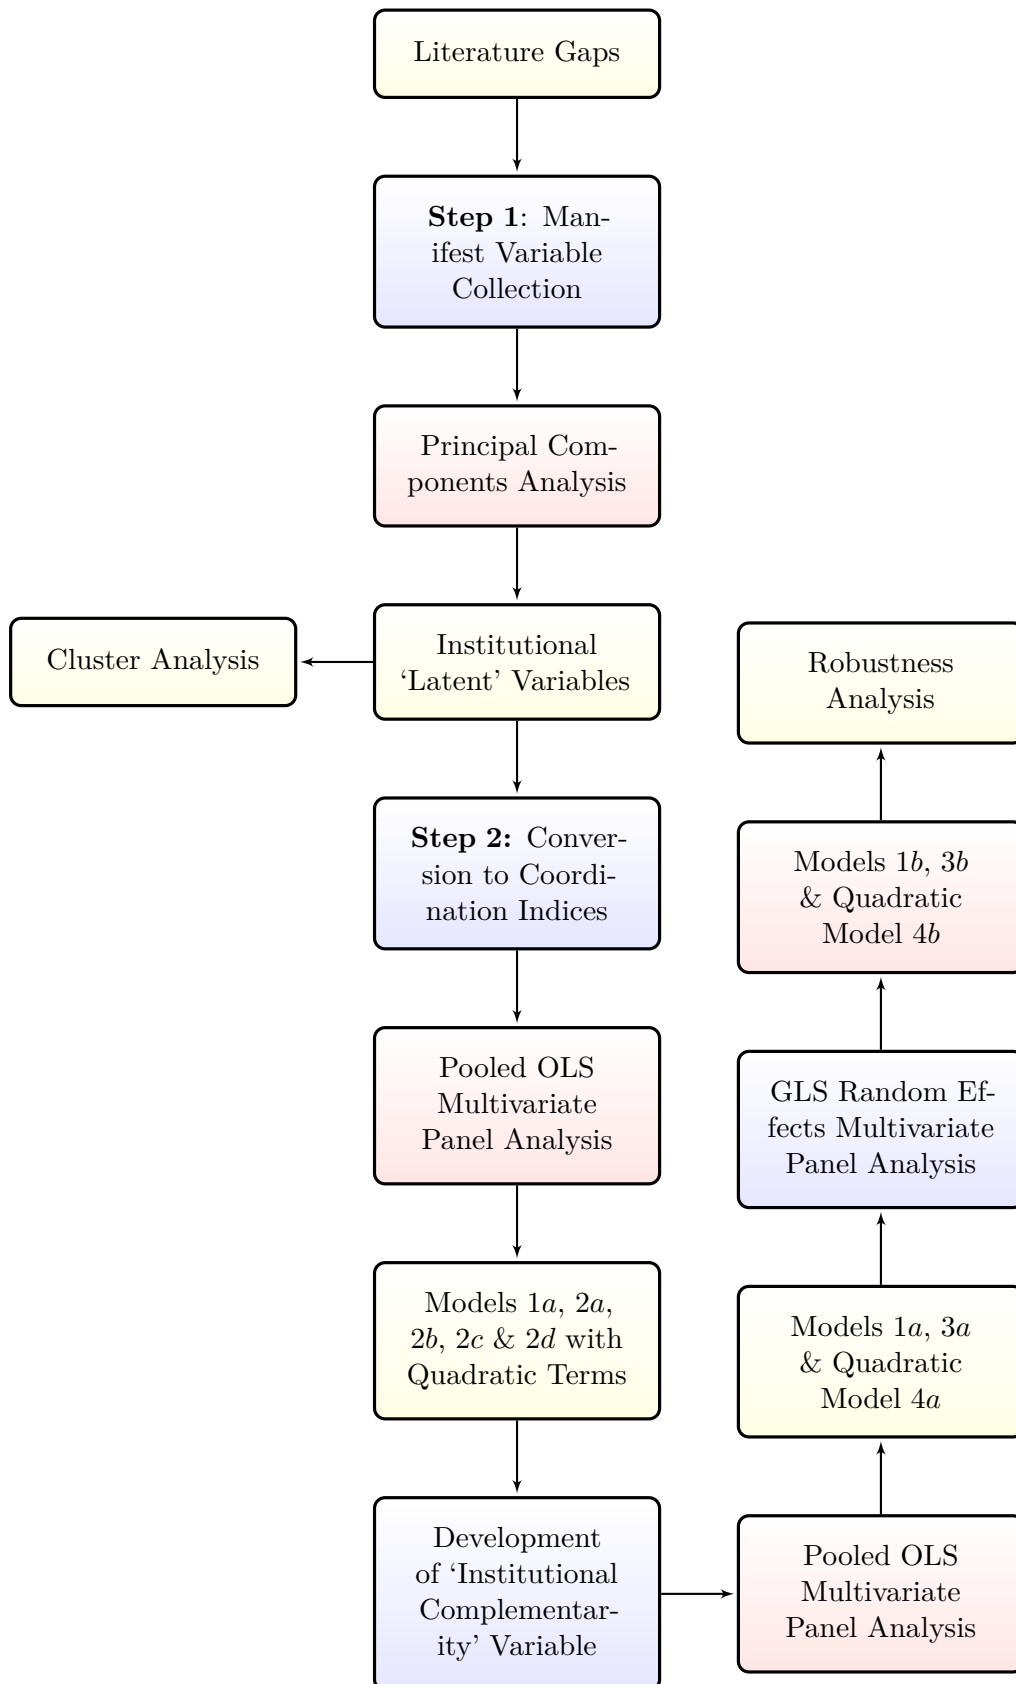 Literature Gaps
Step 1: Man-
ifest Variable
Collection
Principal Com-
ponents Analysis
Institutional
‘Latent’ Variables
Cluster Analysis
Step 2: Conver-
sion to Coordi-
nation Indices
Pooled OLS
Multivariate
Panel Analysis
Models 1a, 2a,
2b, 2c & 2d with
Quadratic Terms
Development
of ‘Institutional
Complementar-
ity’ Variable
Pooled OLS
Multivariate
Panel Analysis
Models 1a, 3a
& Quadratic
Model 4a
GLS Random Ef-
fects Multivariate
Panel Analysis
Models 1b, 3b
& Quadratic
Model 4b
Robustness
Analysis